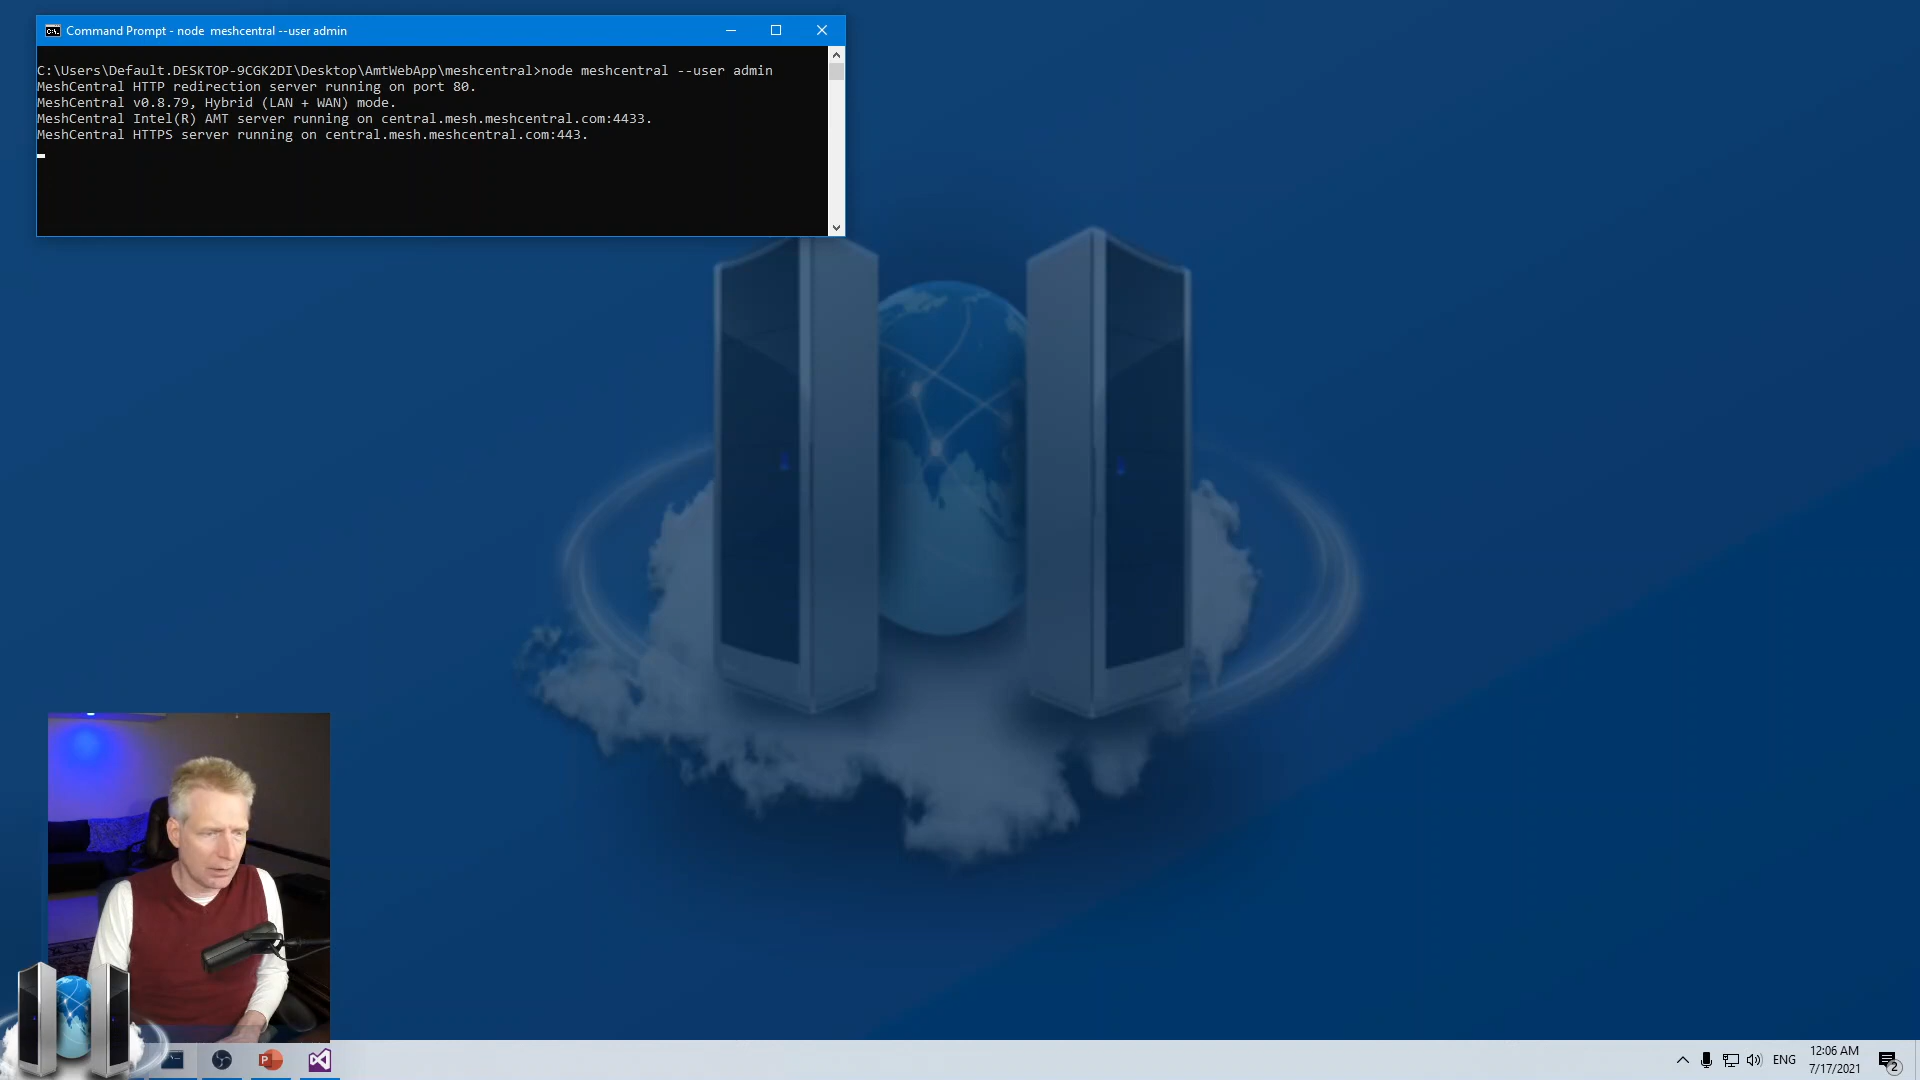 Command Prompt - node  meshcentral --user admin
C:\Users\Default.DESKTOP-9CGK2DI\Desktop\AmtWebApp\meshcentral>node meshcentral --user admin
MeshCentral HTTP redirection server running on port 80.
MeshCentral v0.8.79, Hybrid (LAN + WAN) mode.
MeshCentral Intel(R) AMT server running on central.mesh.meshcentral.com:4433.
MeshCentral HTTPS server running on central.mesh.meshcentral.com:443.
ENG
12:06 AM
7/17/2021
2